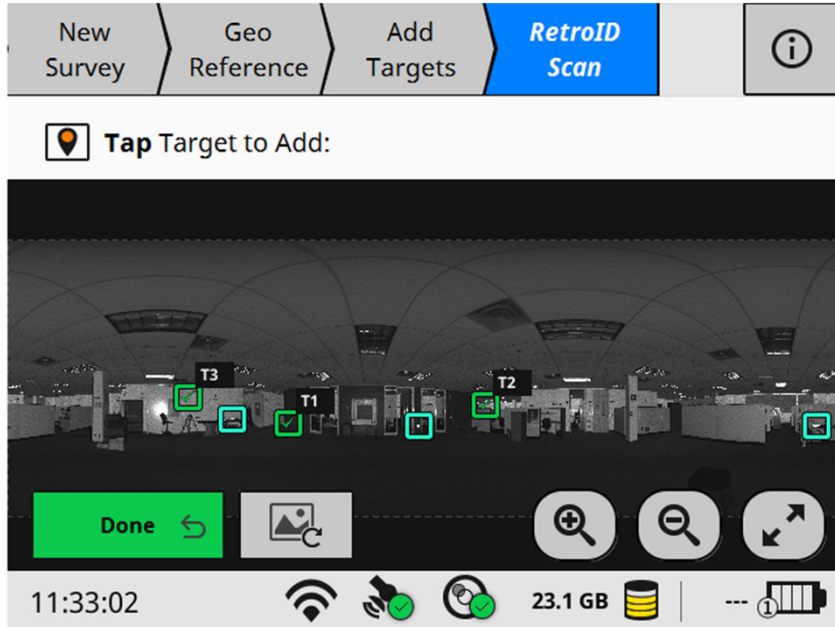 New
Survey
Geo
Reference
Add
Targets
RetroID
Scan
Tap Target to Add:
T3
T1
T2
Done
11:33:02
23.1 GB
---
1